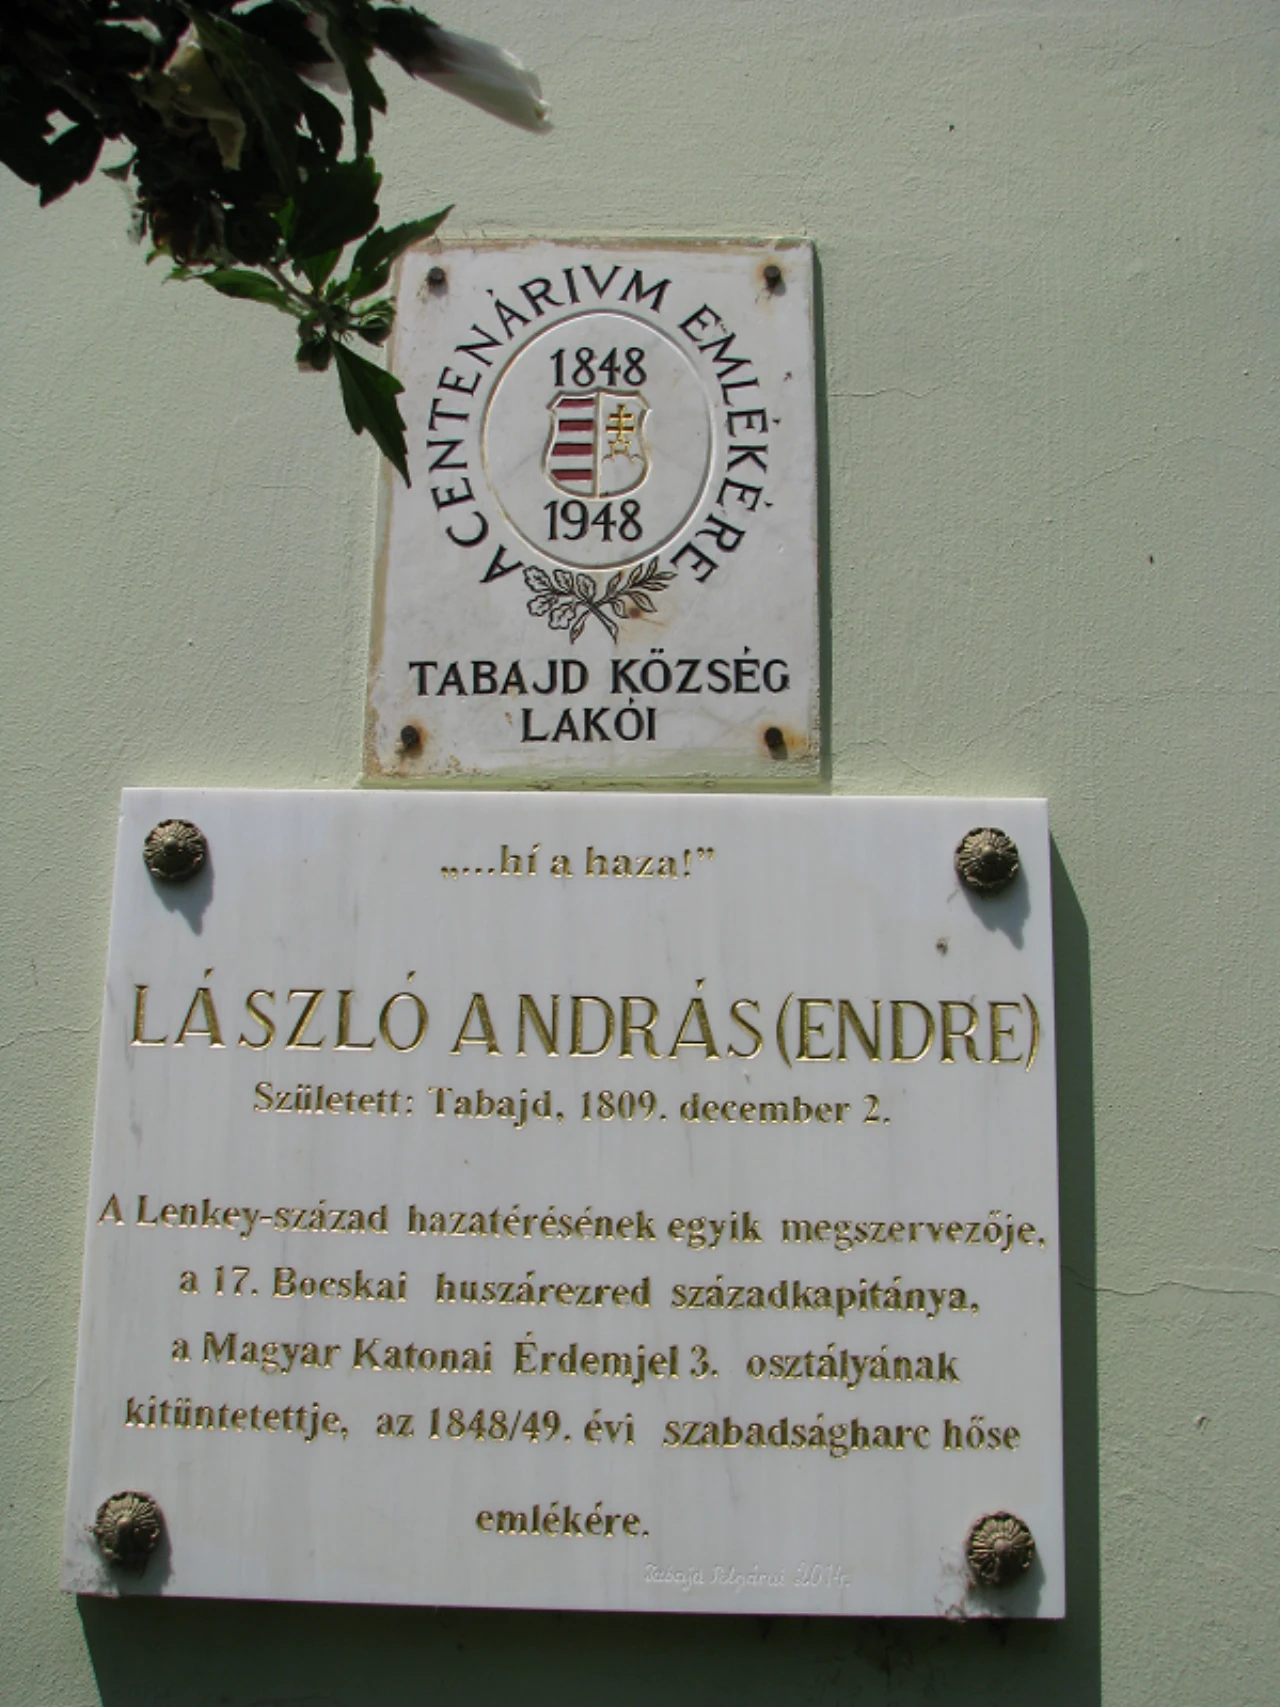 A CENTENÁRIVM EMLÉKÉRE
1848
1948
TABAJD KÖZSÉG
LAKÓI
„...hí a haza!”
LÁSZLÓ ANDRÁS (ENDRE)
Született: Tabajd, 1809. december 2.
A Lenkey-század hazatérésének egyik megszervezője,
a 17. Bocskai huszárezred századkapitánya,
a Magyar Katonai Érdemjel 3. osztályának
kitüntetettje, az 1848/49. évi szabadságharc hőse
emlékére.
Tabajd 2014.